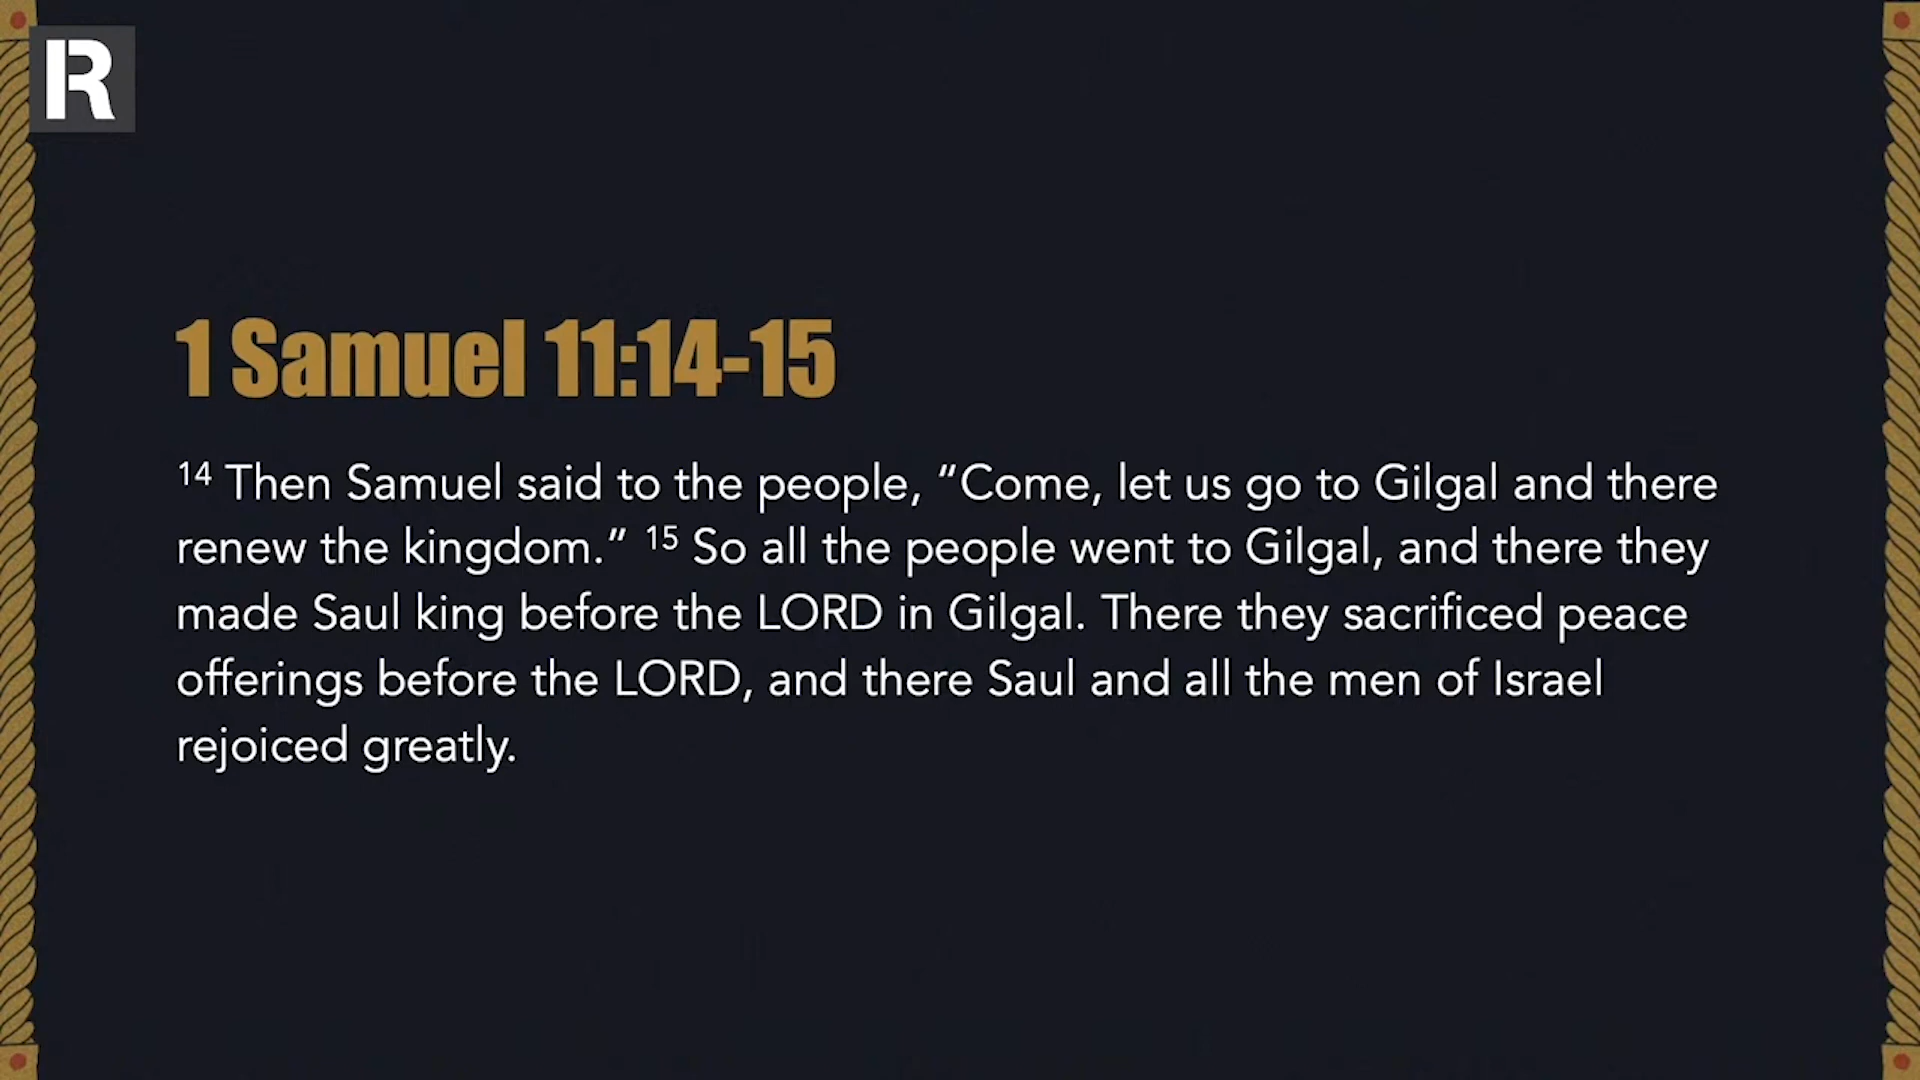 R
1 Samuel 11:14-15
14 Then Samuel said to the people, “Come, let us go to Gilgal and there
renew the kingdom.” 15 So all the people went to Gilgal, and there they
made Saul king before the LORD in Gilgal. There they sacrificed peace
offerings before the LORD, and there Saul and all the men of Israel
rejoiced greatly.